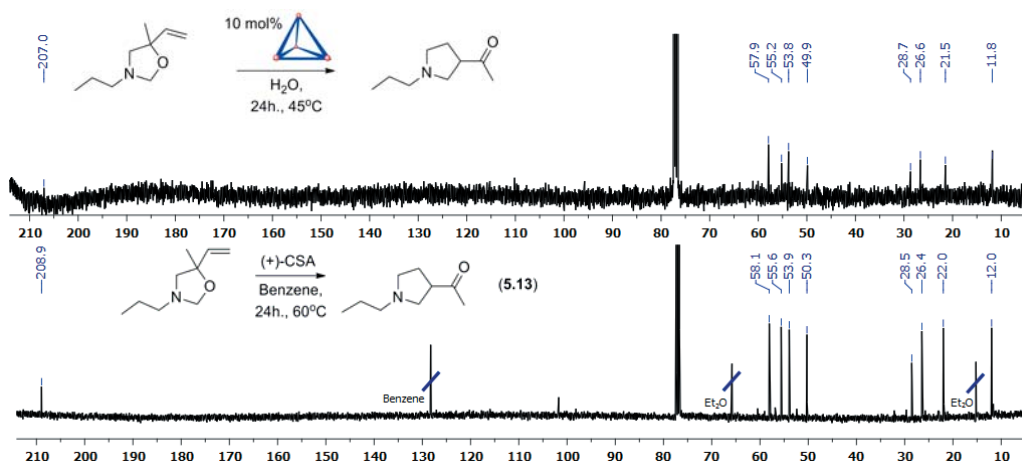 10 mol%
N
O
H₂O,
24h., 45°C
N
O
207.0
57.9
55.2
53.8
49.9
28.7
26.6
21.5
11.8
210 200 190 180 170 160 150 140 130 120 110 100 90 80 70 60 50 40 30 20 10
208.9
N
O
(+)-CSA
Benzene,
24h., 60°C
N
O
(5.13)
58.1
55.6
53.9
50.3
28.5
26.4
22.0
12.0
Benzene
Et₂O
Et₂O
210 200 190 180 170 160 150 140 130 120 110 100 90 80 70 60 50 40 30 20 10